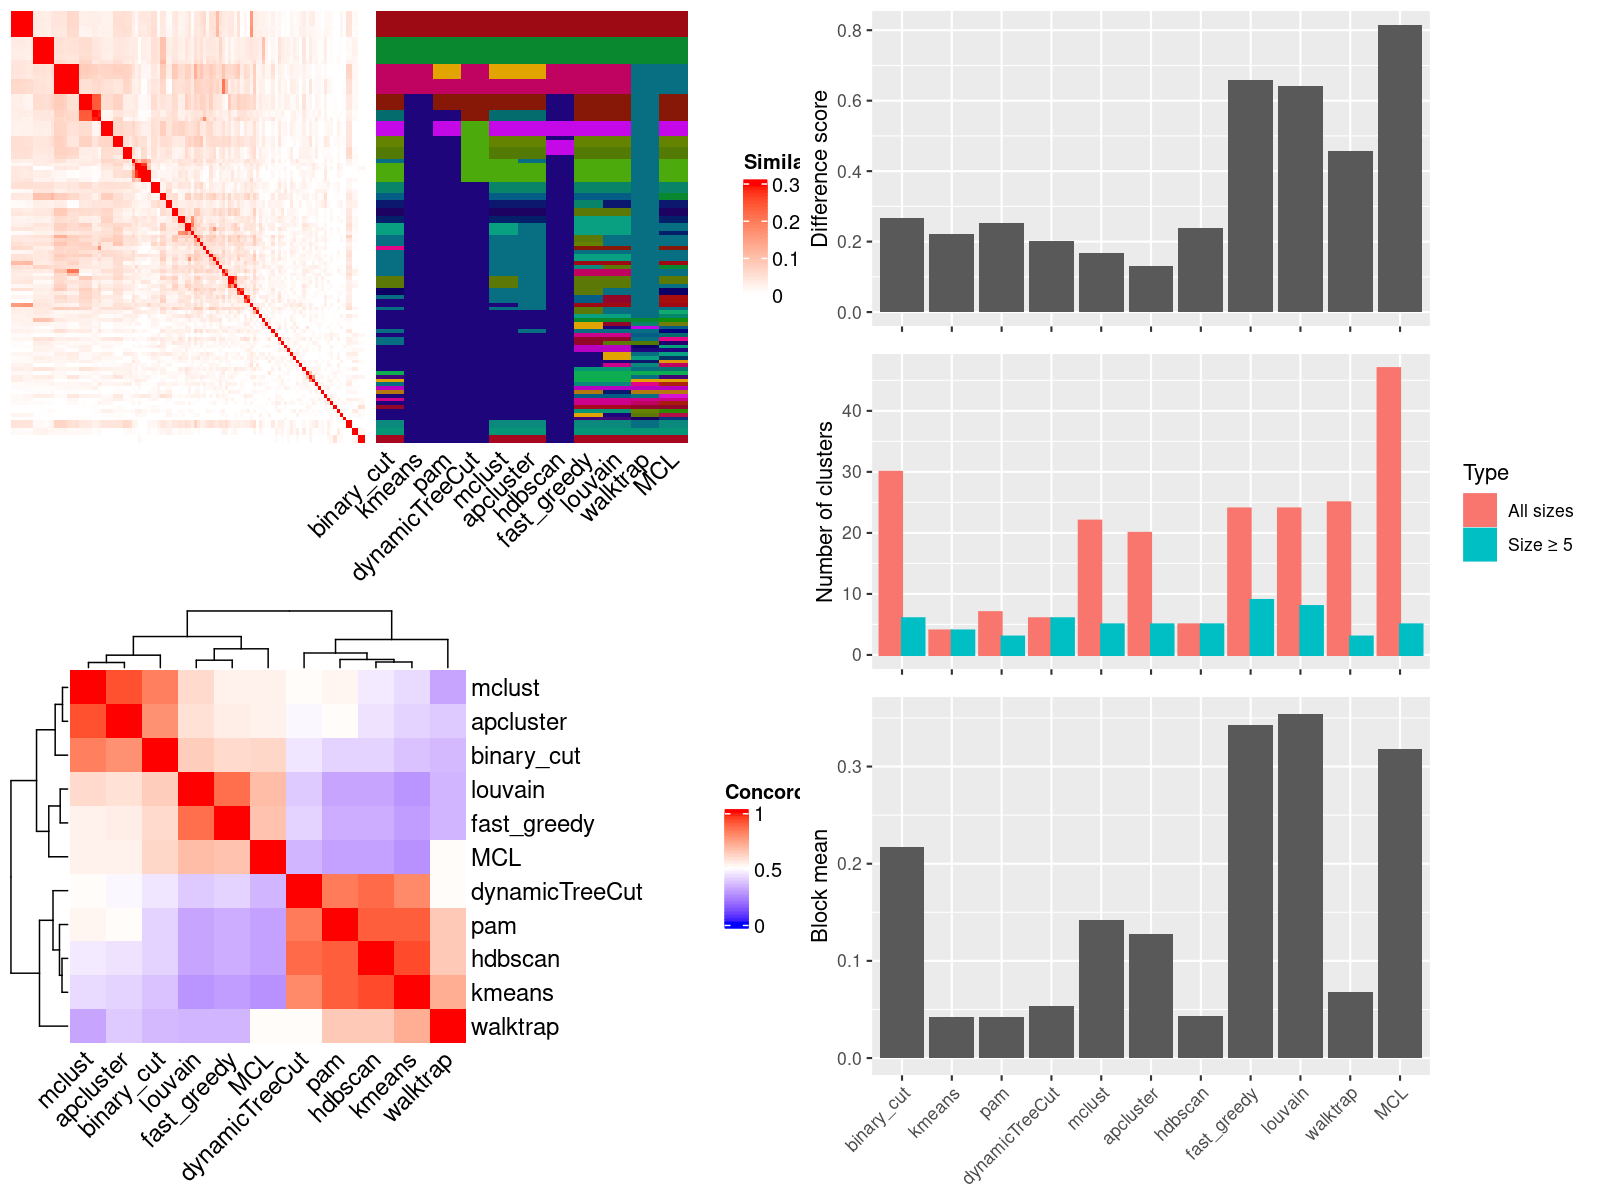 Simila
0.3
0.2
0.1
0
binary_cut
kmeans
pam
dynamicTreeCut
mclust
apcluster
hdbscan
fast_greedy
louvain
walktrap
MCL
mclust
apcluster
binary_cut
louvain
fast_greedy
MCL
dynamicTreeCut
pam
hdbscan
kmeans
walktrap
Concord
1
0.5
0
mclust
apcluster
binary_cut
louvain
fast_greedy
MCL
dynamicTreeCut
pam
hdbscan
kmeans
walktrap
Difference score
0.8
0.6
0.4
0.2
0.0
Number of clusters
40
30
20
10
0
Type
All sizes
Size ≥ 5
Block mean
0.3
0.2
0.1
0.0
binary_cut
kmeans
pam
dynamicTreeCut
mclust
apcluster
hdbscan
fast_greedy
louvain
walktrap
MCL